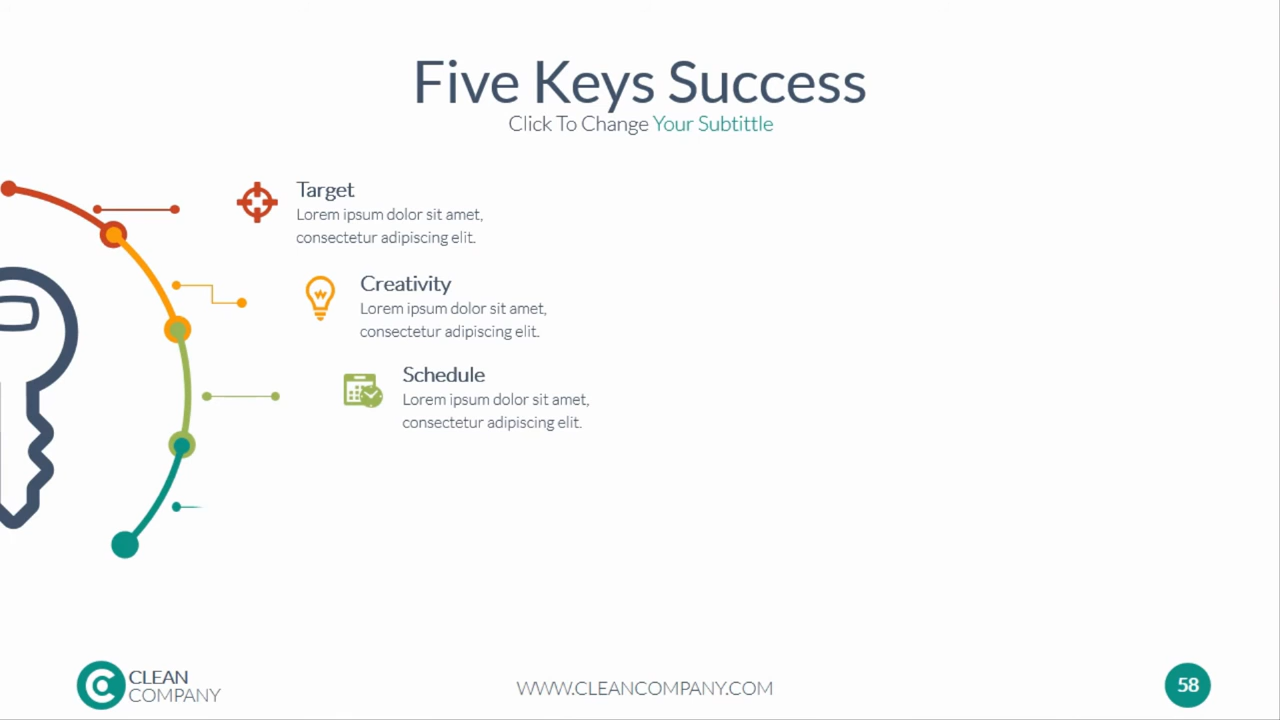 Five Keys Success
Click To Change Your Subtittle
Target
Lorem ipsum dolor sit amet,
consectetur adipiscing elit.
Creativity
Lorem ipsum dolor sit amet,
consectetur adipiscing elit.
Schedule
Lorem ipsum dolor sit amet,
consectetur adipiscing elit.
CLEAN
COMPANY
WWW.CLEANCOMPANY.COM
58